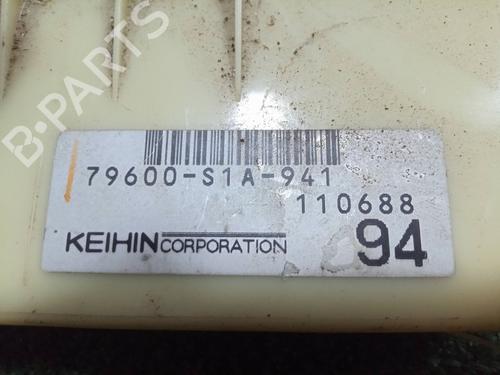 B-PARTS
79600-S1A-941
110688
KEIHIN CORPORATION 94